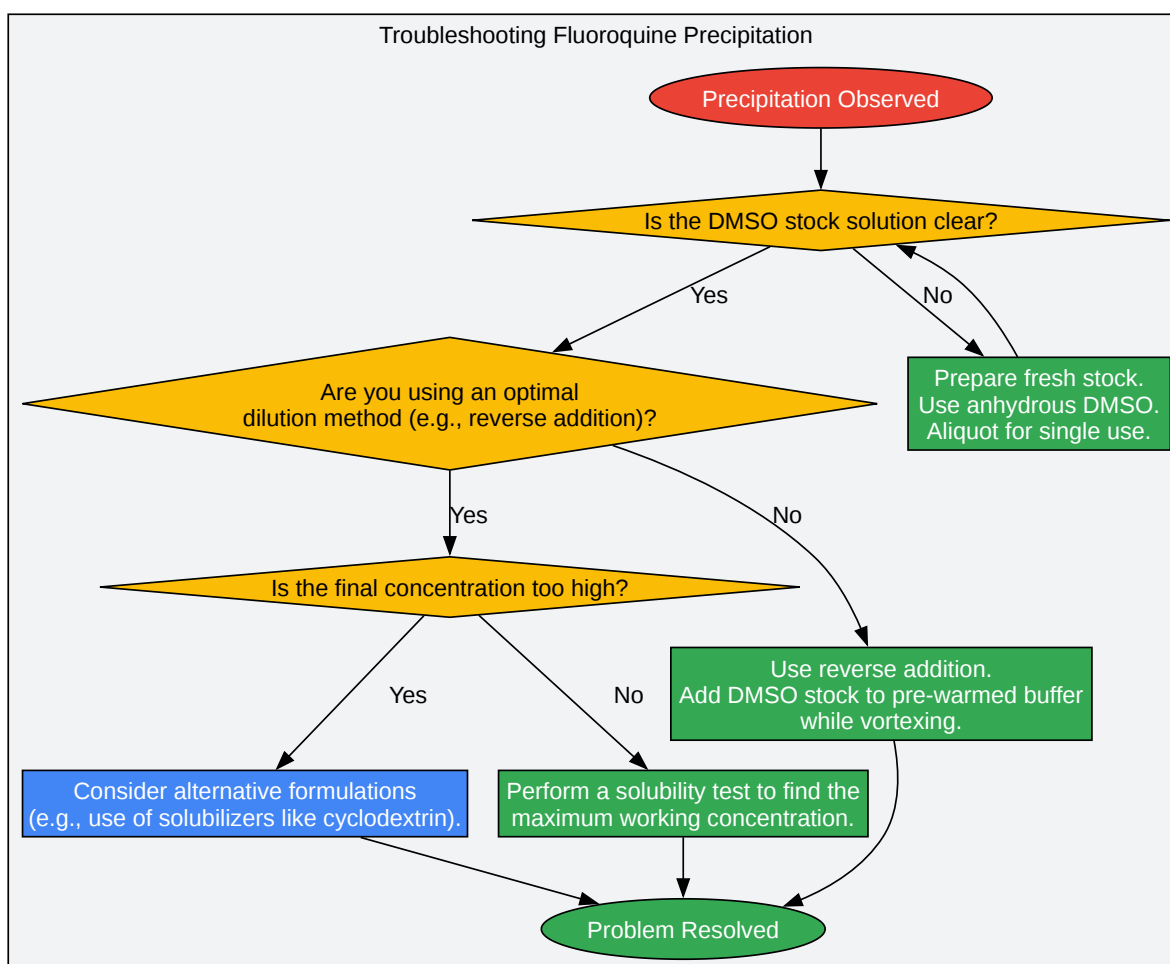 Troubleshooting Fluoroquine Precipitation
Precipitation Observed
Is the DMSO stock solution clear?
Yes
No
Prepare fresh stock.
Use anhydrous DMSO.
Aliquot for single use.
Are you using an optimal
dilution method (e.g., reverse addition)?
Yes
No
Is the final concentration too high?
Yes
No
Use reverse addition.
Add DMSO stock to pre-warmed buffer
while vortexing.
Consider alternative formulations
(e.g., use of solubilizers like cyclodextrin).
Perform a solubility test to find the
maximum working concentration.
Problem Resolved